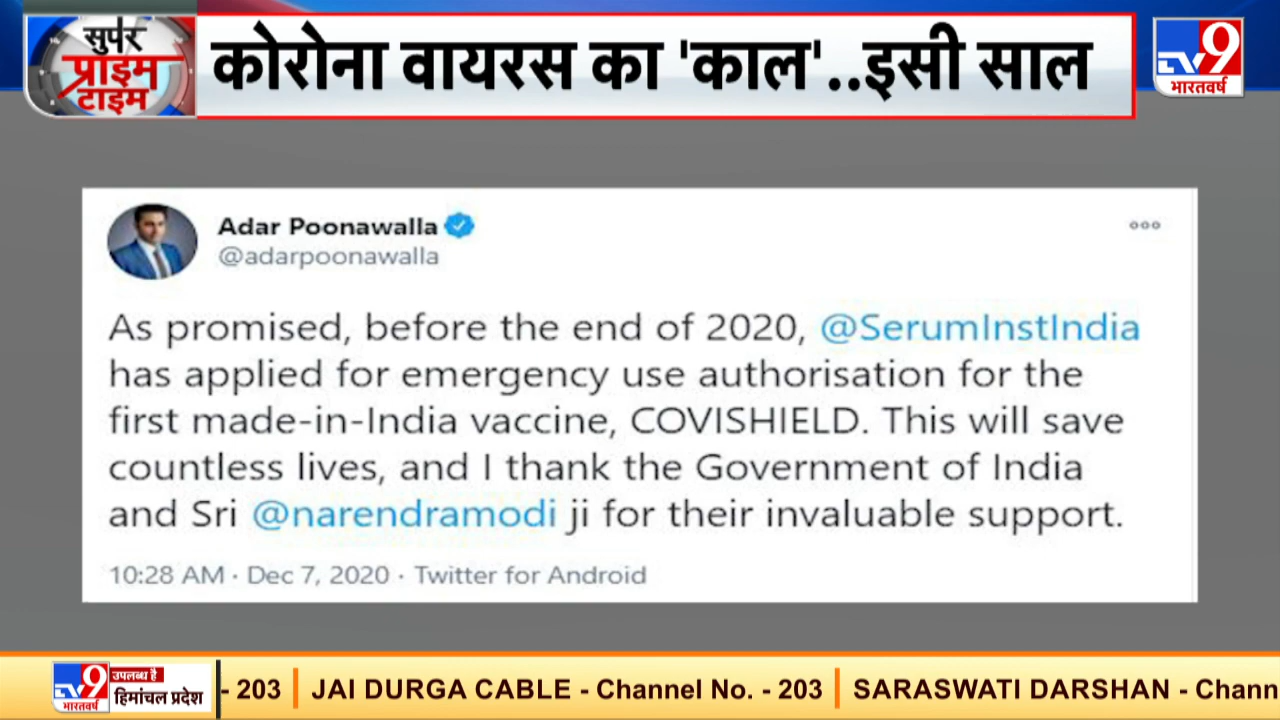 सुपर
प्राइम
टाइम
कोरोना वायरस का 'काल'..इसी साल
TV9
भारतवर्ष
Adar Poonawalla
@adarpoonawalla
As promised, before the end of 2020, @SerumInstIndia
has applied for emergency use authorisation for the
first made-in-India vaccine, COVISHIELD. This will save
countless lives, and I thank the Government of India
and Sri @narendramodi ji for their invaluable support.
10:28 AM · Dec 7, 2020 · Twitter for Android
TV9
भारतवर्ष
उपलब्ध है
हिमांचल प्रदेश
- 203 | JAI DURGA CABLE - Channel No. - 203 | SARASWATI DARSHAN - Chann